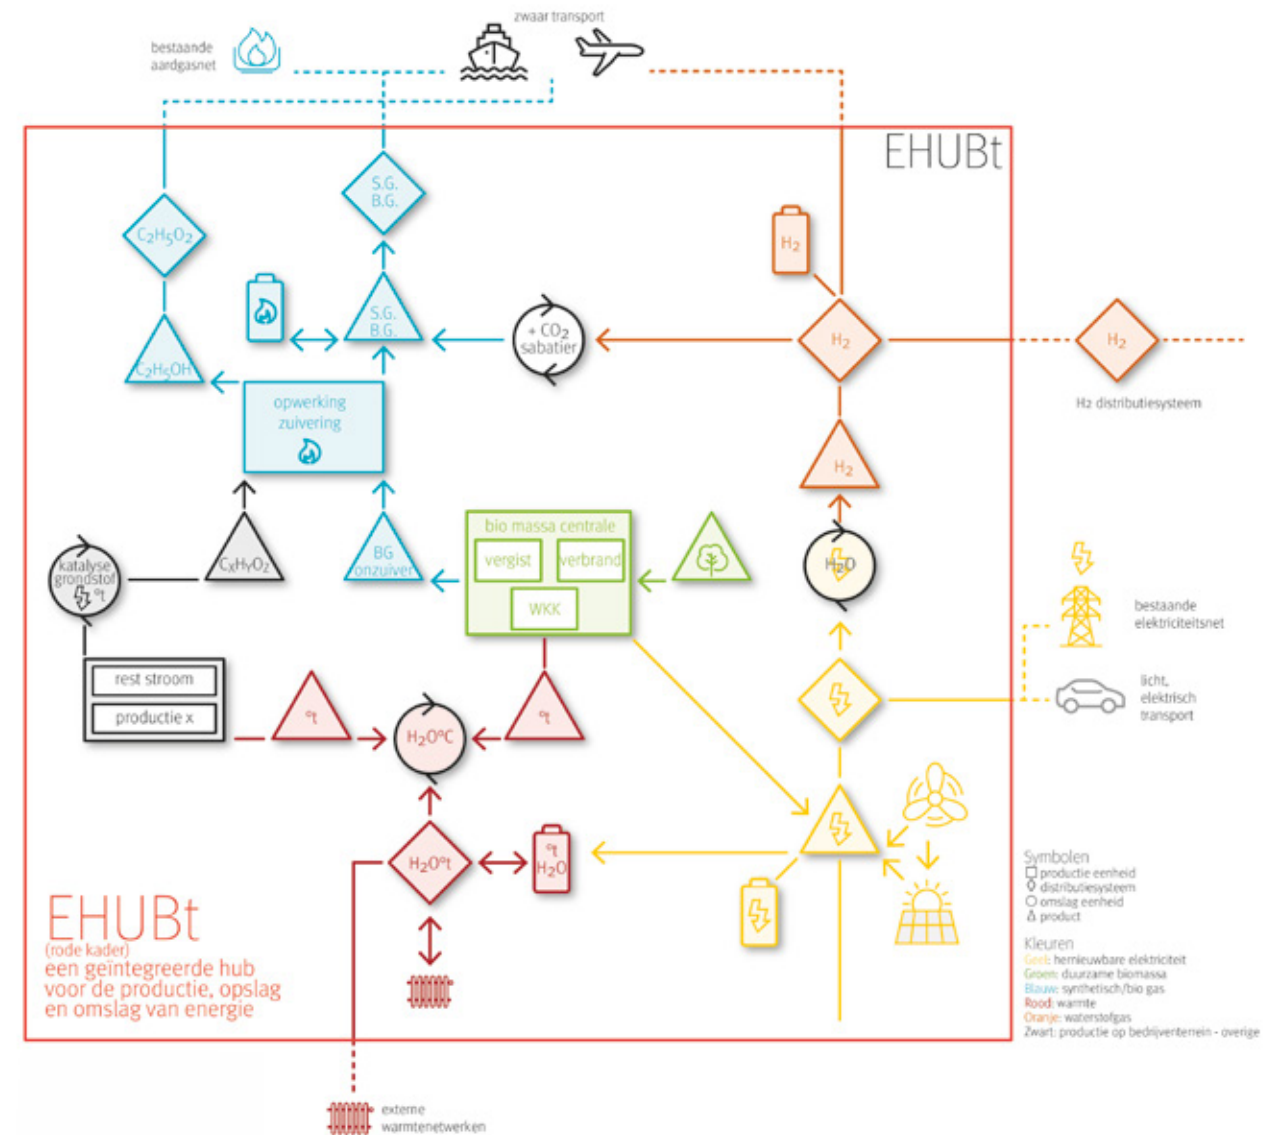 zwaar transport
bestaande
aardgasnet
EHUBt
S.G.
B.G.
C2H5O2
H2
S.G.
B.G.
+ CO2
sabatier
H2
H2
C2H5OH
opwerking
zuivering
H2 distributiesysteem
H2
bio massa centrale
vergist
verbrand
WKK
katalyse
grondstof
°t
CXHYO2
BG
onzuiver
H2O
bestaande
elektriciteitsnet
rest stroom
productie x
°t
H2O°C
°t
licht,
elektrisch
transport
H2O°t
°t
H2O
EHUBt
(rode kader)
een geïntegreerde hub
voor de productie, opslag
en omslag van energie
Symbolen
productie eenheid
distributiesysteem
omslag eenheid
product
Kleuren
Geel: hernieuwbare elektriciteit
Groen: duurzame biomassa
Blauw: synthetisch/bio gas
Rood: warmte
Oranje: waterstofgas
Zwart: productie op bedrijventerrein - overige
externe
warmtenetwerken